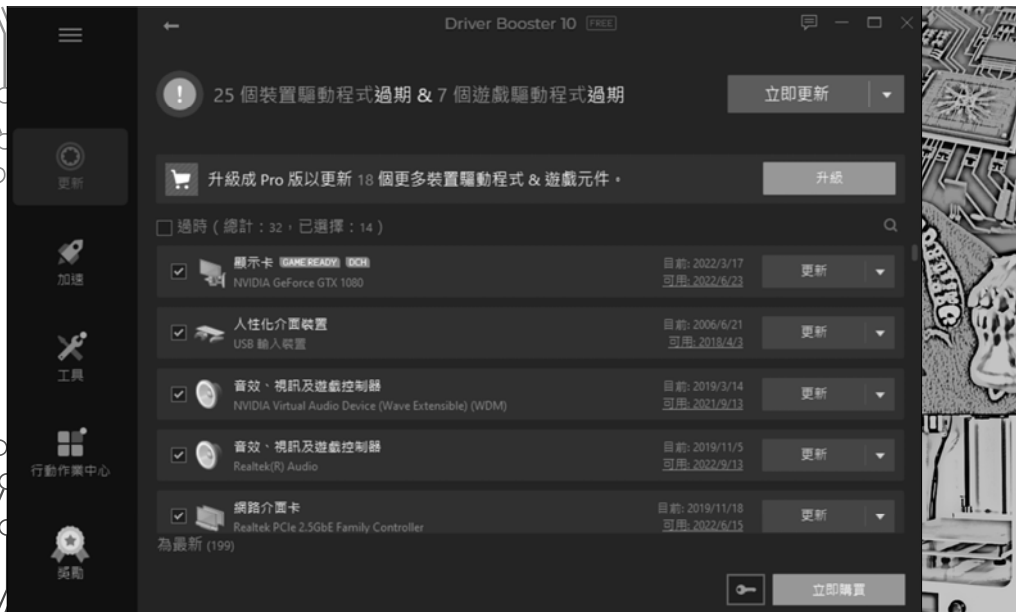 Driver Booster 10 FREE
25 個裝置驅動程式過期 & 7 個遊戲驅動程式過期
立即更新
升級成 Pro 版以更新 18 個更多裝置驅動程式 & 遊戲元件。
升級
過時 ( 總計：32，已選擇：14 )
更新
加速
工具
行動作業中心
獎勵
顯示卡 GAME READY DCH
NVIDIA GeForce GTX 1080
目前: 2022/3/17
可用: 2022/6/23
更新
人性化介面裝置
USB 輸入裝置
目前: 2006/6/21
可用: 2018/4/3
更新
音效、視訊及遊戲控制器
NVIDIA Virtual Audio Device (Wave Extensible) (WDM)
目前: 2019/3/14
可用: 2021/9/13
更新
音效、視訊及遊戲控制器
Realtek(R) Audio
目前: 2019/11/5
可用: 2022/9/13
更新
網路介面卡
Realtek PCIe 2.5GbE Family Controller
目前: 2019/11/18
可用: 2022/6/15
更新
為最新 (199)
立即購買